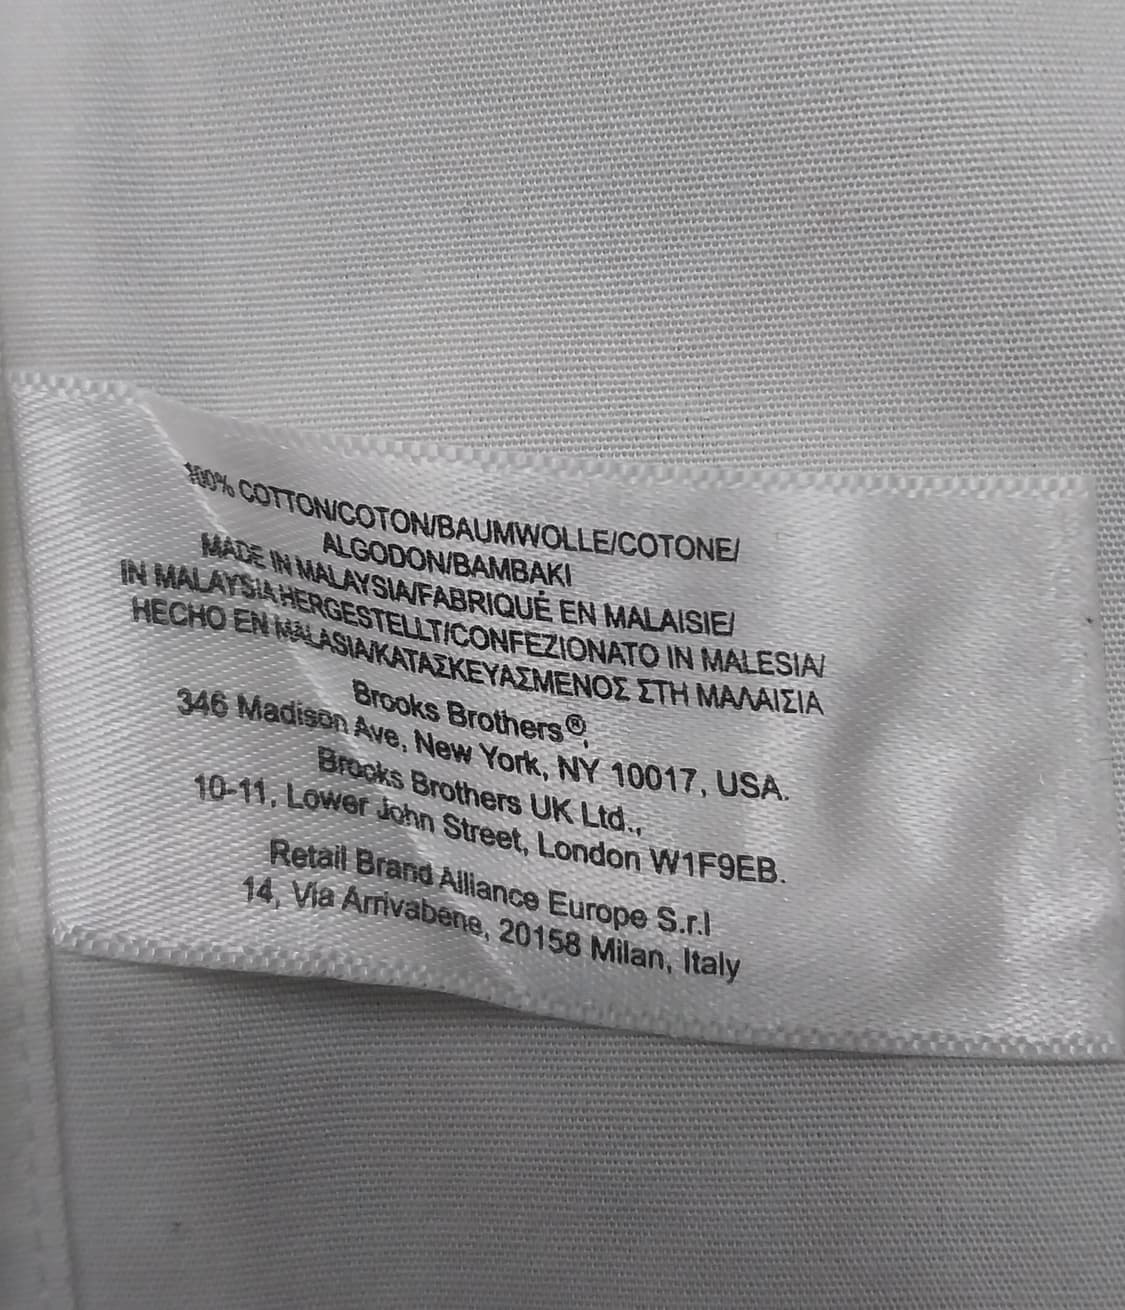 100% COTTON/COTON/BAUMWOLLE/COTONE/
ALGODON/BAMBAKI
MADE IN MALAYSIA/FABRIQUÉ EN MALAISIE/
IN MALAYSIA HERGESTELLT/CONFEZIONATO IN MALESIA/
HECHO EN MALASIA/ΚΑΤΑΣΚΕΥΑΣΜΕΝΟΣ ΣΤΗ ΜΑΛΑΙΣΙΑ
Brooks Brothers®,
346 Madison Ave, New York, NY 10017, USA.
Brooks Brothers UK Ltd.,
10-11, Lower John Street, London W1F9EB.
Retail Brand Alliance Europe S.r.l
14, Via Arrivabene, 20158 Milan, Italy